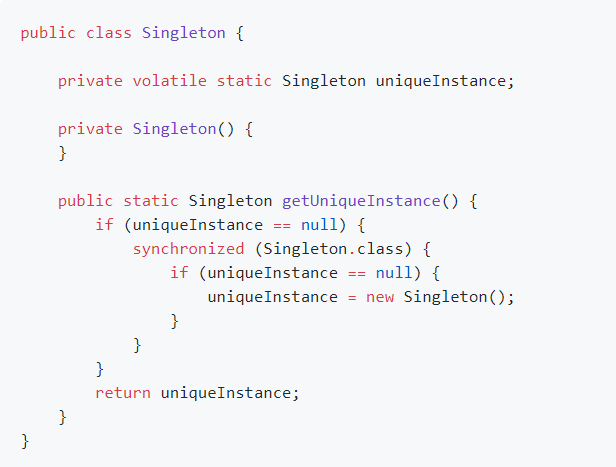 public class Singleton {
private volatile static Singleton uniqueInstance;
private Singleton() {
}
public static Singleton getUniqueInstance() {
if (uniqueInstance == null) {
synchronized (Singleton.class) {
if (uniqueInstance == null) {
uniqueInstance = new Singleton();
}
}
}
return uniqueInstance;
}
}